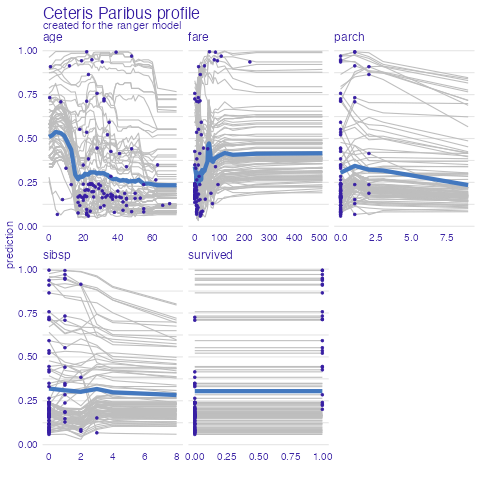 Ceteris Paribus profile
created for the ranger model
age
fare
parch
1.00
0.75
0.50
0.25
0.00
0 20 40 60
0 100 200 300 400 500
0.0 2.5 5.0 7.5
prediction
sibsp
survived
1.00
0.75
0.50
0.25
0.00
0 2 4 6 8
0.00 0.25 0.50 0.75 1.00